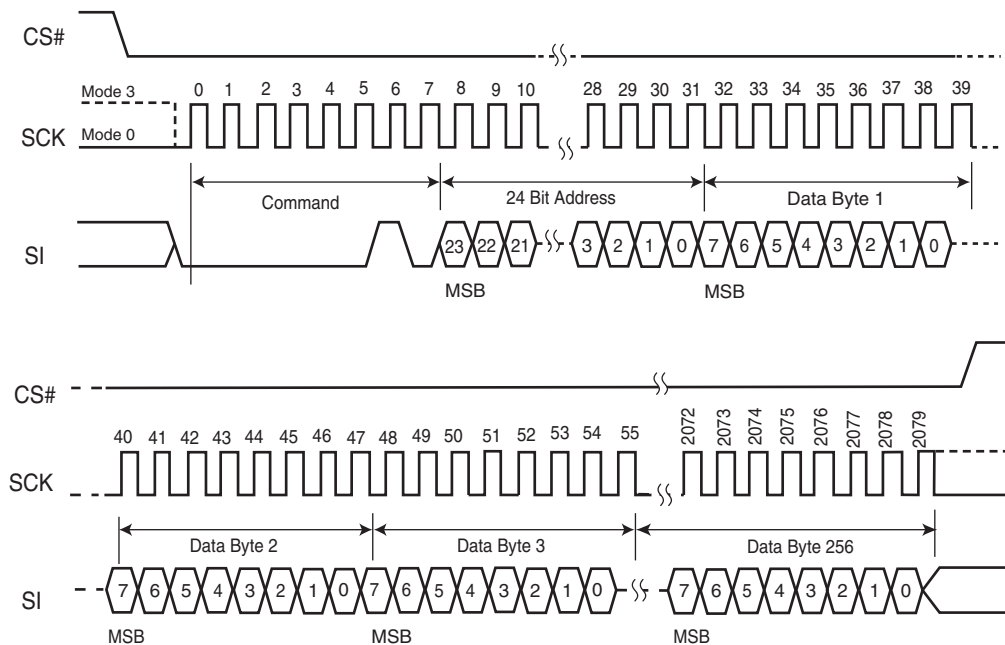 CS#
Mode 3 0 1 2 3 4 5 6 7 8 9 10 28 29 30 31 32 33 34 35 36 37 38 39
SCK Mode 0
Command 24 Bit Address Data Byte 1
SI 23 22 21 3 2 1 0 7 6 5 4 3 2 1 0
MSB MSB
CS#
40 41 42 43 44 45 46 47 48 49 50 51 52 53 54 55 2072 2073 2074 2075 2076 2077 2078 2079
SCK
Data Byte 2 Data Byte 3 Data Byte 256
SI 7 6 5 4 3 2 1 0 7 6 5 4 3 2 1 0 7 6 5 4 3 2 1 0
MSB MSB MSB